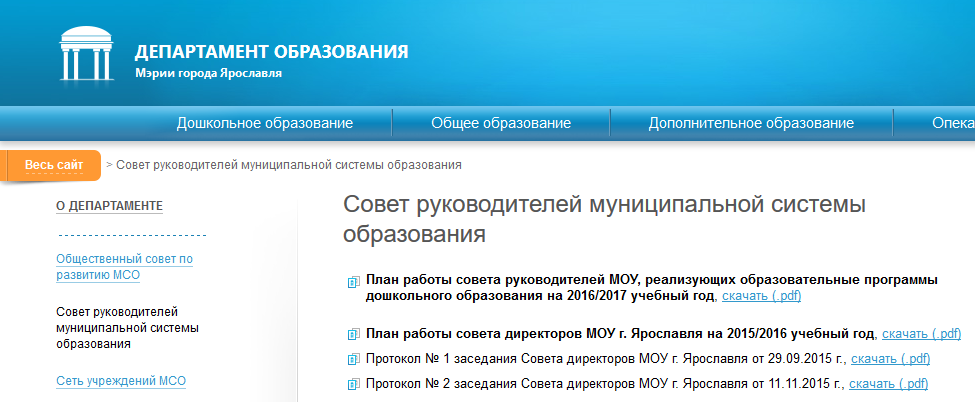 ДЕПАРТАМЕНТ ОБРАЗОВАНИЯ
Мэрии города Ярославля
Дошкольное образование
Общее образование
Дополнительное образование
Опека
Весь сайт
> Совет руководителей муниципальной системы образования
О ДЕПАРТАМЕНТЕ
Общественный совет по
развитию МСО
Совет руководителей
муниципальной системы
образования
Сеть учреждений МСО
Совет руководителей муниципальной системы
образования
План работы совета руководителей МОУ, реализующих образовательные программы
дошкольного образования на 2016/2017 учебный год, скачать (.pdf)
План работы совета директоров МОУ г. Ярославля на 2015/2016 учебный год, скачать (.pdf)
Протокол № 1 заседания Совета директоров МОУ г. Ярославля от 29.09.2015 г., скачать (.pdf)
Протокол № 2 заседания Совета директоров МОУ г. Ярославля от 11.11.2015 г., скачать (.pdf)